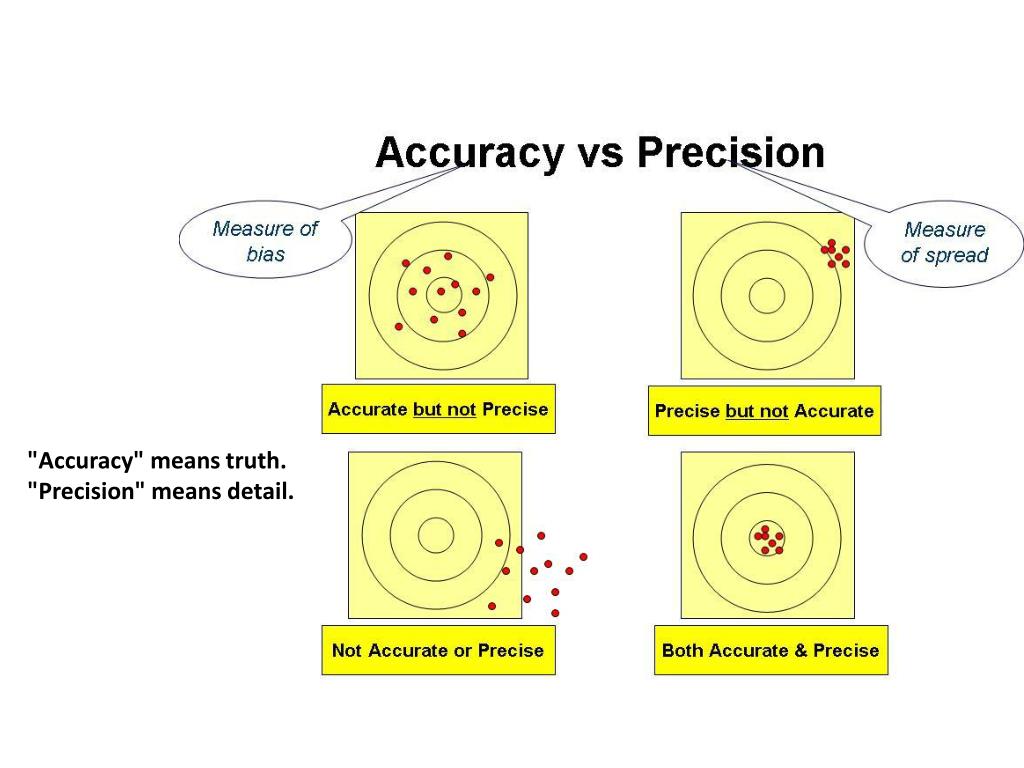 Accuracy vs Precision
Measure of
bias
Measure
of spread
Accurate but not Precise
Precise but not Accurate
"Accuracy" means truth.
"Precision" means detail.
Not Accurate or Precise
Both Accurate & Precise